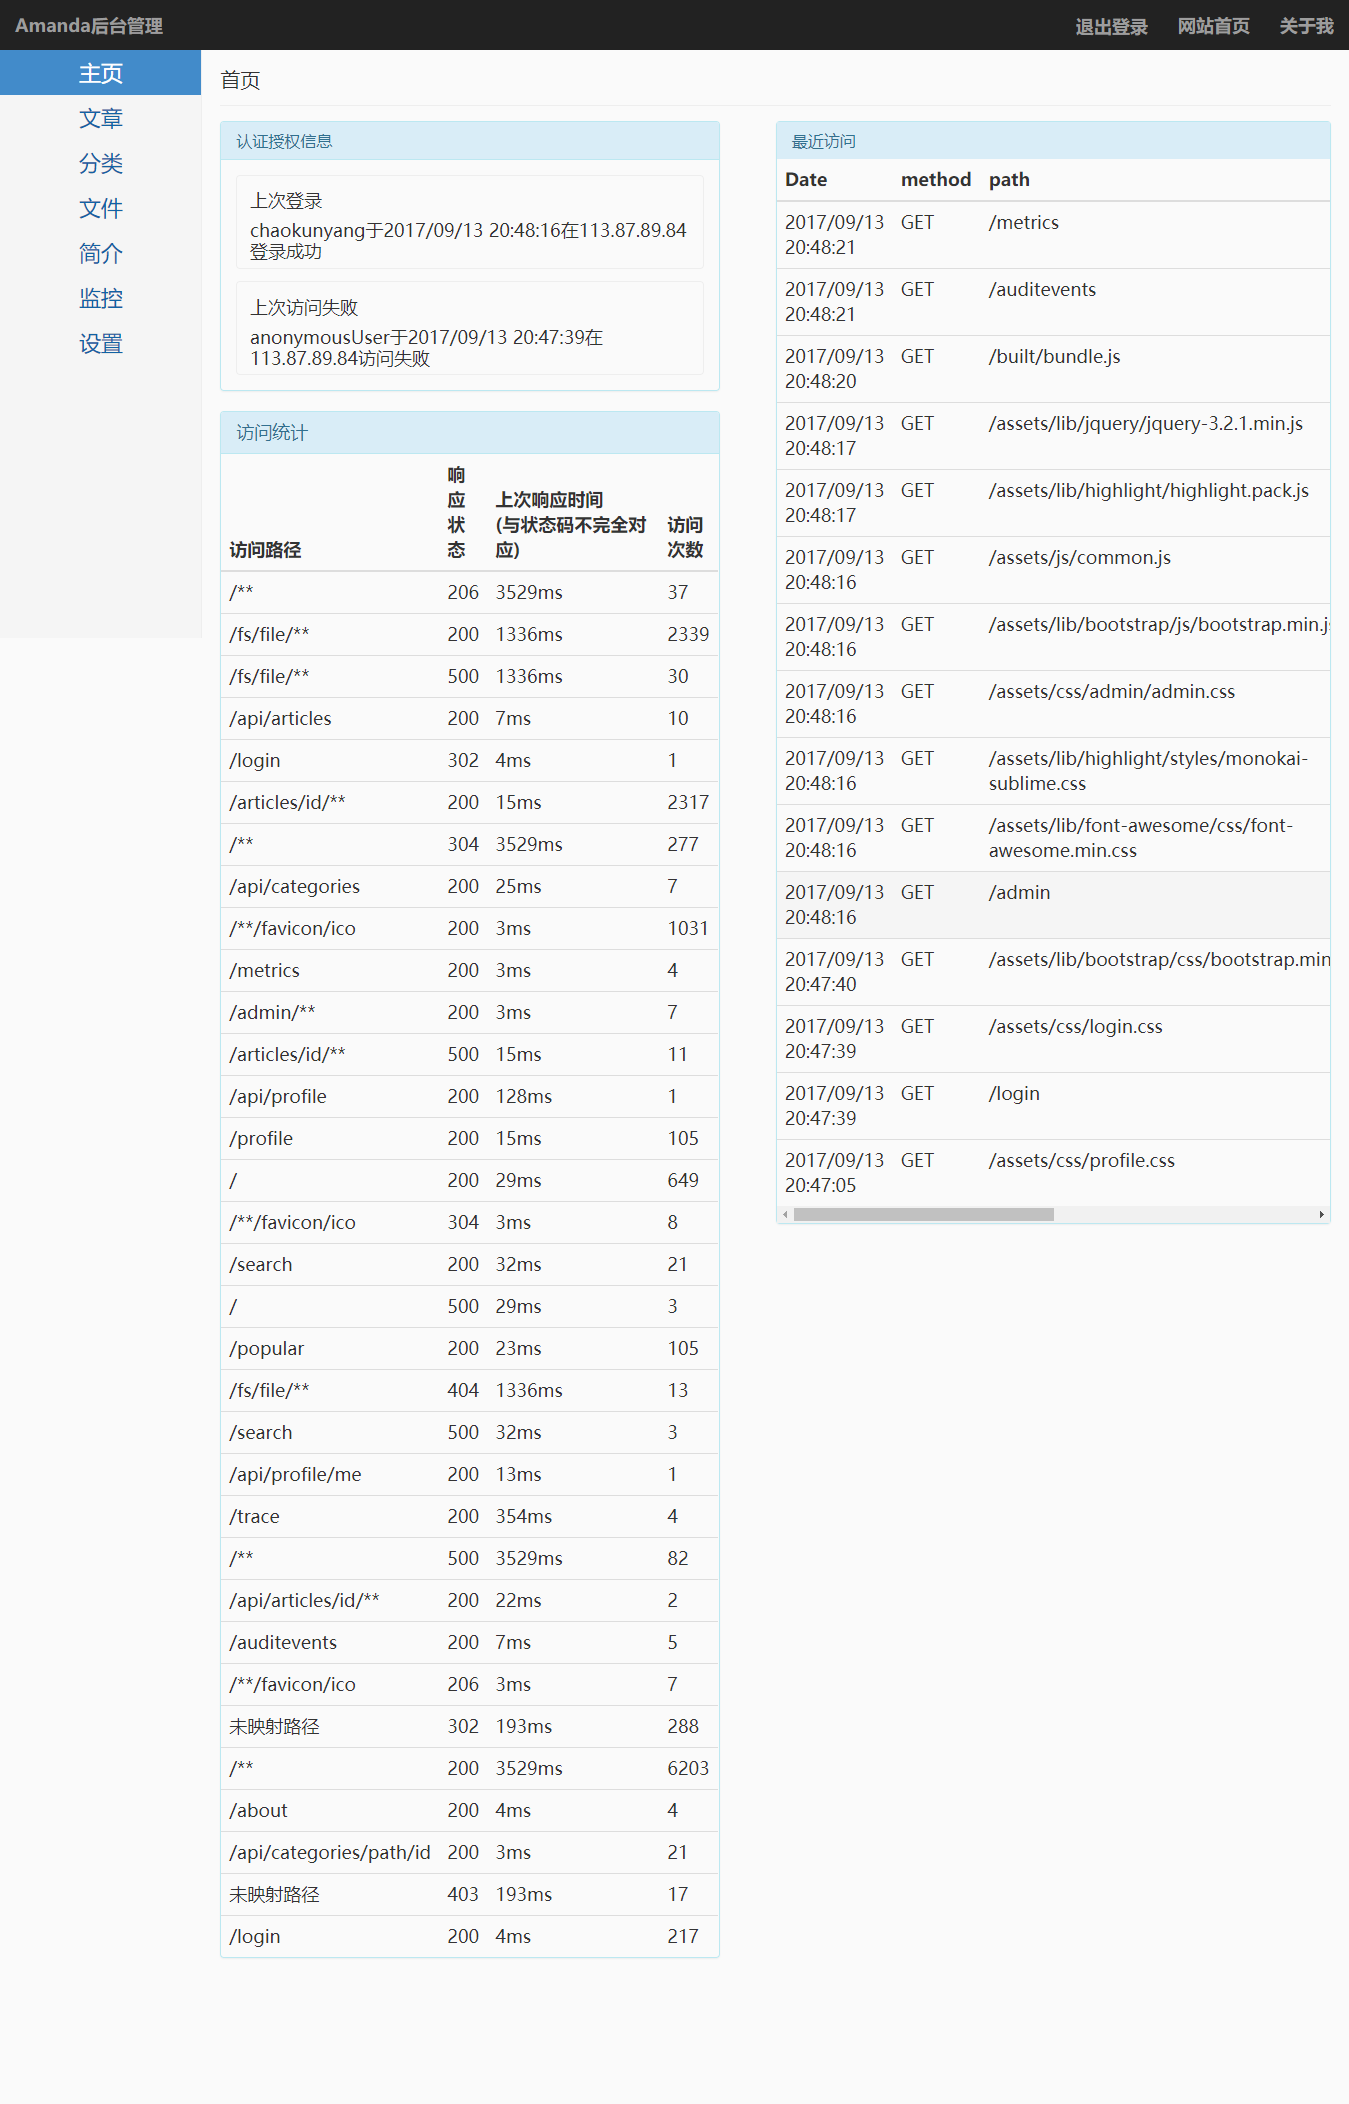 Amanda后台管理
退出登录 网站首页 关于我
主页
文章
分类
文件
简介
监控
设置
首页
认证授权信息
上次登录
chaokunyang于2017/09/13 20:48:16在113.87.89.84
登录成功
上次访问失败
anonymousUser于2017/09/13 20:47:39在
113.87.89.84访问失败
访问统计
访问路径 响应状态 上次响应时间(与状态码不完全对应) 访问次数
/** 206 3529ms 37
/fs/file/** 200 1336ms 2339
/fs/file/** 500 1336ms 30
/api/articles 200 7ms 10
/login 302 4ms 1
/articles/id/** 200 15ms 2317
/** 304 3529ms 277
/api/categories 200 25ms 7
/**/favicon/ico 200 3ms 1031
/metrics 200 3ms 4
/admin/** 200 3ms 7
/articles/id/** 500 15ms 11
/api/profile 200 128ms 1
/profile 200 15ms 105
/ 200 29ms 649
/**/favicon/ico 304 3ms 8
/search 200 32ms 21
/ 500 29ms 3
/popular 200 23ms 105
/fs/file/** 404 1336ms 13
/search 500 32ms 3
/api/profile/me 200 13ms 1
/trace 200 354ms 4
/** 500 3529ms 82
/api/articles/id/** 200 22ms 2
/auditevents 200 7ms 5
/**/favicon/ico 206 3ms 7
未映射路径 302 193ms 288
/** 200 3529ms 6203
/about 200 4ms 4
/api/categories/path/id 200 3ms 21
未映射路径 403 193ms 17
/login 200 4ms 217
最近访问
Date method path
2017/09/13 GET /metrics
20:48:21
2017/09/13 GET /auditevents
20:48:21
2017/09/13 GET /built/bundle.js
20:48:20
2017/09/13 GET /assets/lib/jquery/jquery-3.2.1.min.js
20:48:17
2017/09/13 GET /assets/lib/highlight/highlight.pack.js
20:48:17
2017/09/13 GET /assets/js/common.js
20:48:16
2017/09/13 GET /assets/lib/bootstrap/js/bootstrap.min.js
20:48:16
2017/09/13 GET /assets/css/admin/admin.css
20:48:16
2017/09/13 GET /assets/lib/highlight/styles/monokai-
20:48:16 sublime.css
2017/09/13 GET /assets/lib/font-awesome/css/font-
20:48:16 awesome.min.css
2017/09/13 GET /admin
20:48:16
2017/09/13 GET /assets/lib/bootstrap/css/bootstrap.min
20:47:40
2017/09/13 GET /assets/css/login.css
20:47:39
2017/09/13 GET /login
20:47:39
2017/09/13 GET /assets/css/profile.css
20:47:05